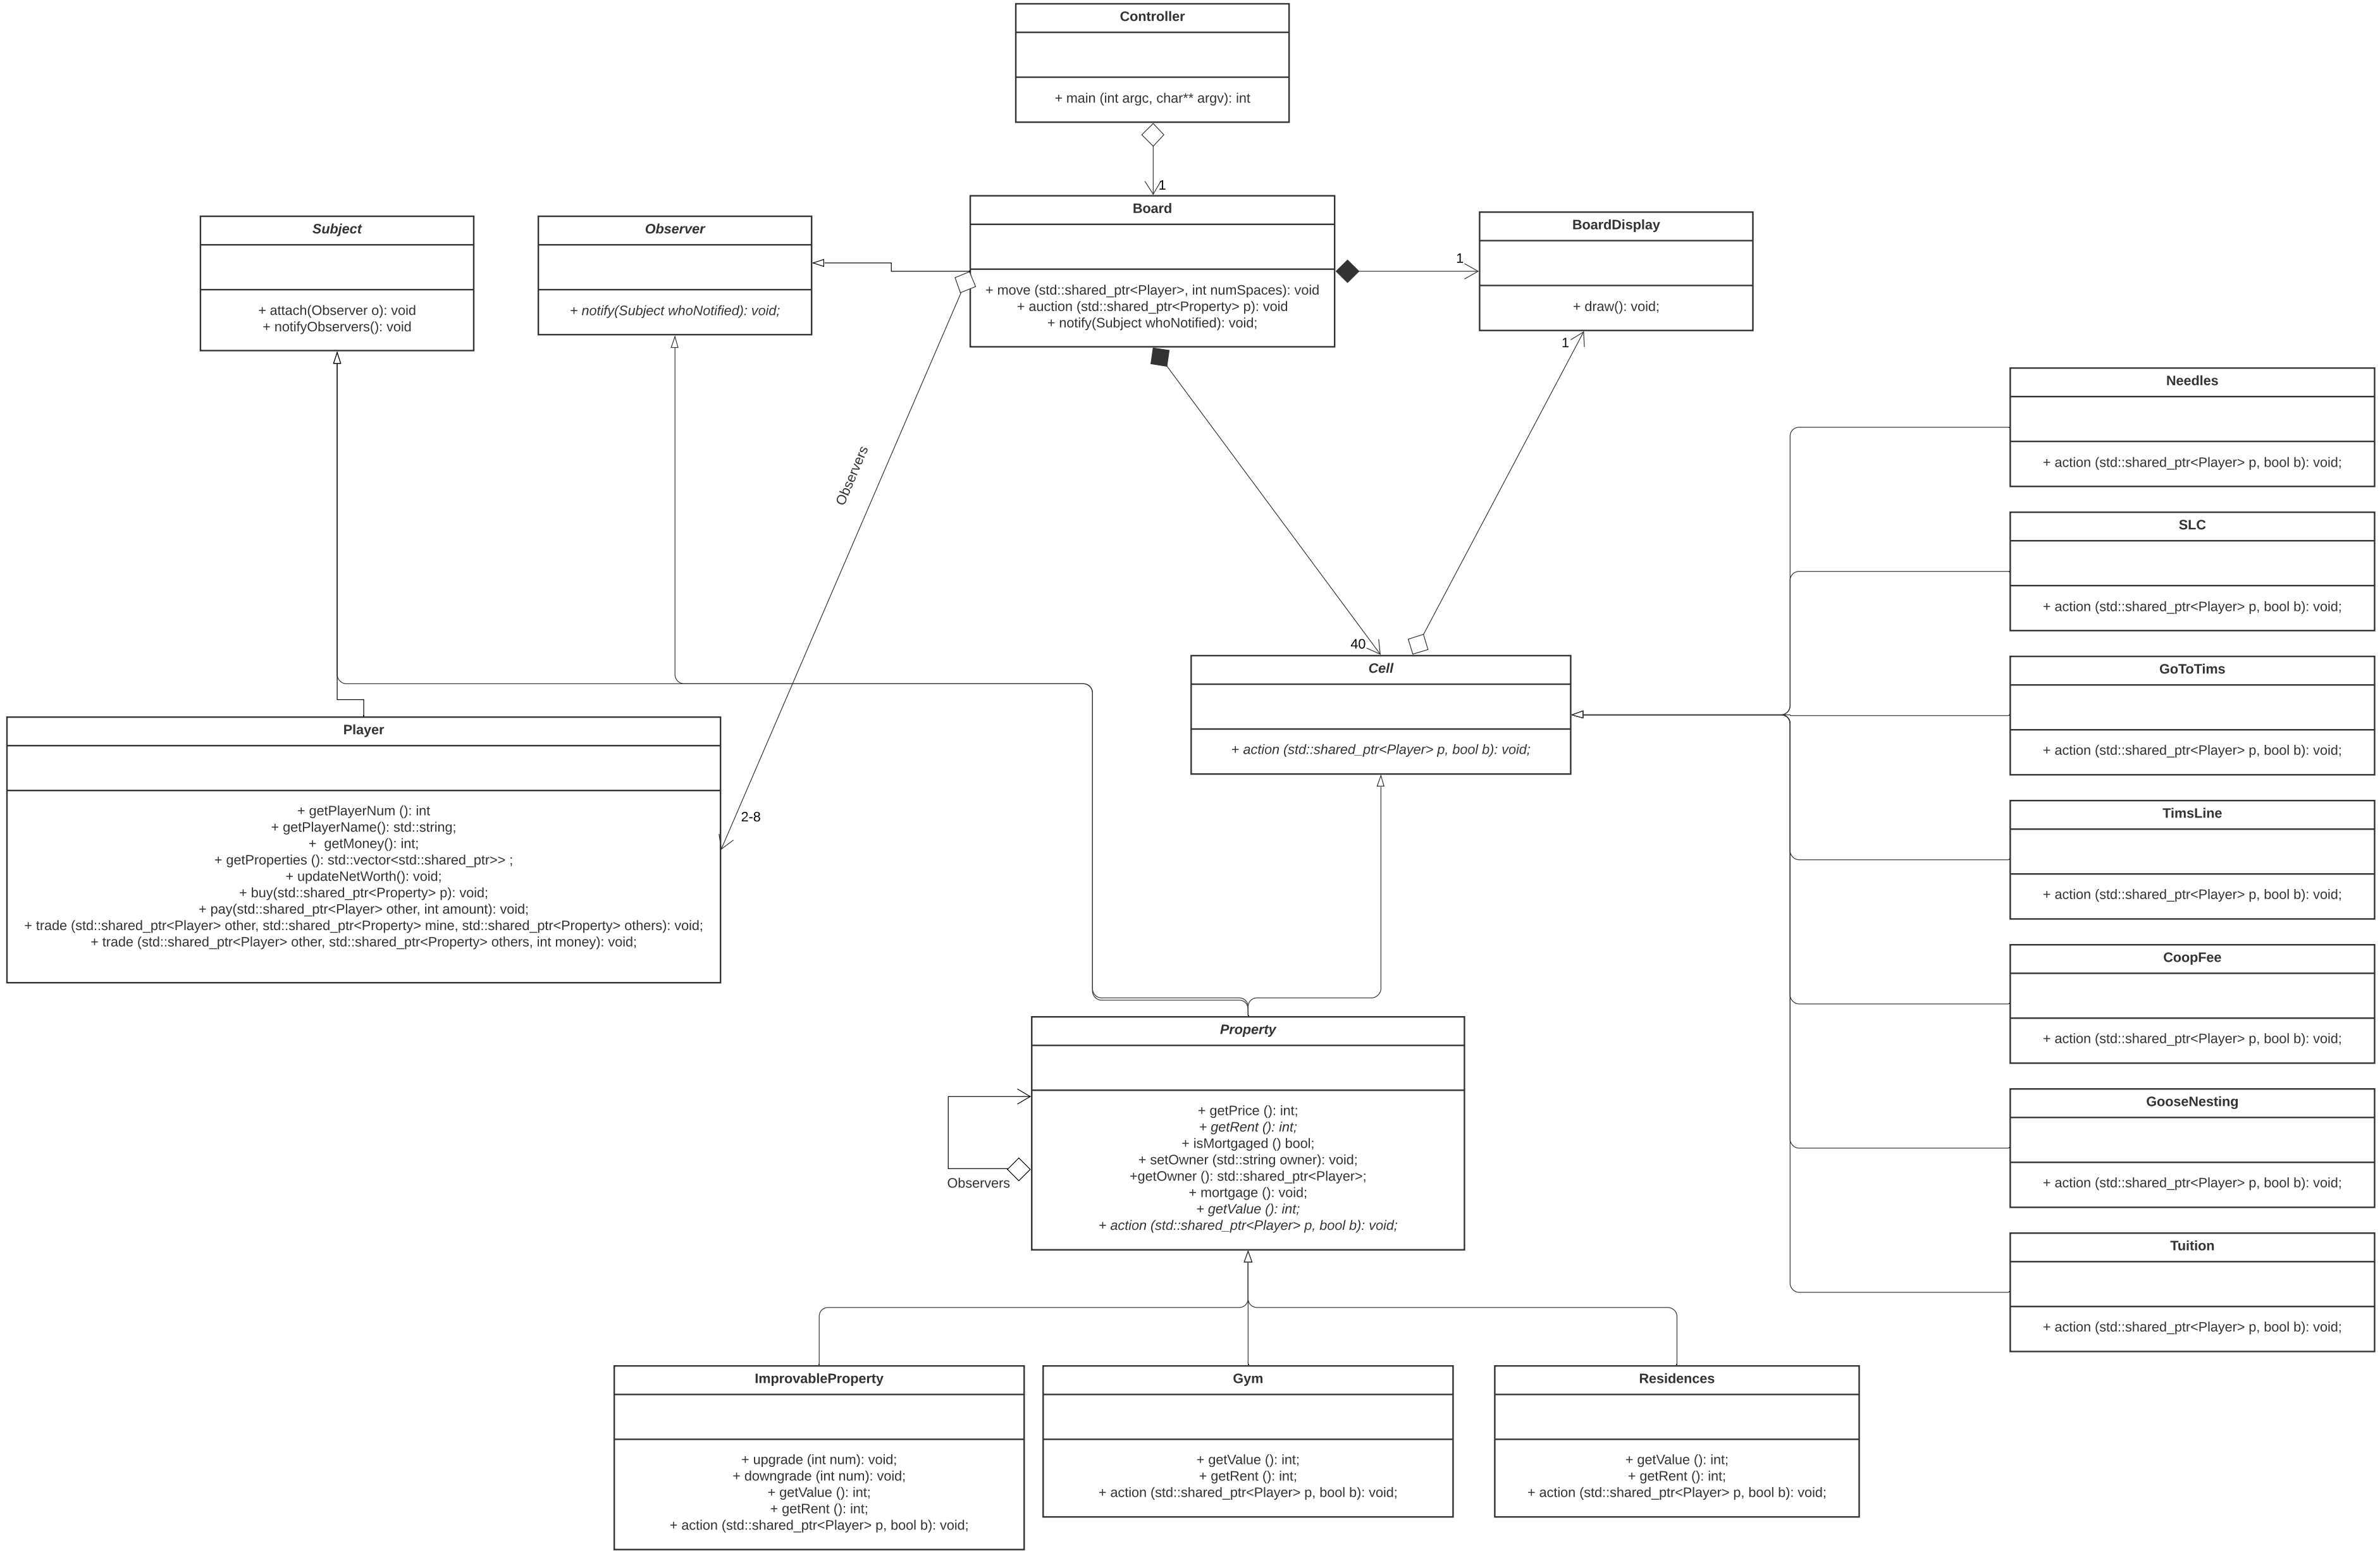 Controller
+ main (int argc, char** argv): int
1
Subject
+ attach(Observer o): void
+ notifyObservers(): void
Observer
+ notify(Subject whoNotified): void;
Board
+ move (std::shared_ptr<Player>, int numSpaces): void
+ auction (std::shared_ptr<Property> p): void
+ notify(Subject whoNotified): void;
1
BoardDisplay
+ draw(): void;
1
Observers
2-8
40
Cell
+ action (std::shared_ptr<Player> p, bool b): void;
Needles
+ action (std::shared_ptr<Player> p, bool b): void;
SLC
+ action (std::shared_ptr<Player> p, bool b): void;
GoToTims
+ action (std::shared_ptr<Player> p, bool b): void;
TimsLine
+ action (std::shared_ptr<Player> p, bool b): void;
CoopFee
+ action (std::shared_ptr<Player> p, bool b): void;
GooseNesting
+ action (std::shared_ptr<Player> p, bool b): void;
Tuition
+ action (std::shared_ptr<Player> p, bool b): void;
Player
+ getPlayerNum (): int
+ getPlayerName(): std::string;
+  getMoney(): int;
+ getProperties (): std::vector<std::shared_ptr>> ;
+ updateNetWorth(): void;
+ buy(std::shared_ptr<Property> p): void;
+ pay(std::shared_ptr<Player> other, int amount): void;
+ trade (std::shared_ptr<Player> other, std::shared_ptr<Property> mine, std::shared_ptr<Property> others): void;
+ trade (std::shared_ptr<Player> other, std::shared_ptr<Property> others, int money): void;
Property
+ getPrice (): int;
+ getRent (): int;
+ isMortgaged () bool;
+ setOwner (std::string owner): void;
+getOwner (): std::shared_ptr<Player>;
+ mortgage (): void;
+ getValue (): int;
+ action (std::shared_ptr<Player> p, bool b): void;
Observers
ImprovableProperty
+ upgrade (int num): void;
+ downgrade (int num): void;
+ getValue (): int;
+ getRent (): int;
+ action (std::shared_ptr<Player> p, bool b): void;
Gym
+ getValue (): int;
+ getRent (): int;
+ action (std::shared_ptr<Player> p, bool b): void;
Residences
+ getValue (): int;
+ getRent (): int;
+ action (std::shared_ptr<Player> p, bool b): void;